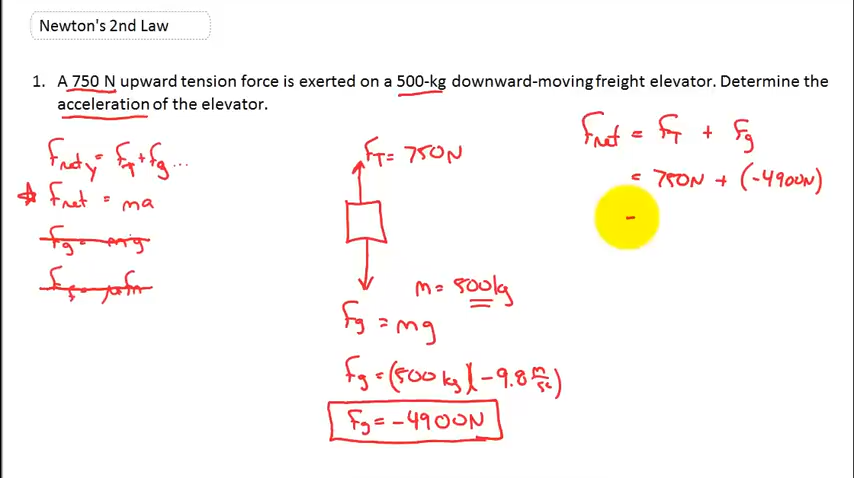 Newton's 2nd Law
1. A 750 N upward tension force is exerted on a 500-kg downward-moving freight elevator. Determine the
acceleration of the elevator.
Fnety = FT + Fg ...
Fnet = ma
Fg = mg
FT = 750N
m = 500kg
Fg = mg
Fg = (500 kg)(-9.8 m/s²)
Fg = -4900N
Fnet = FT + Fg
= 750N + (-4900N)
-